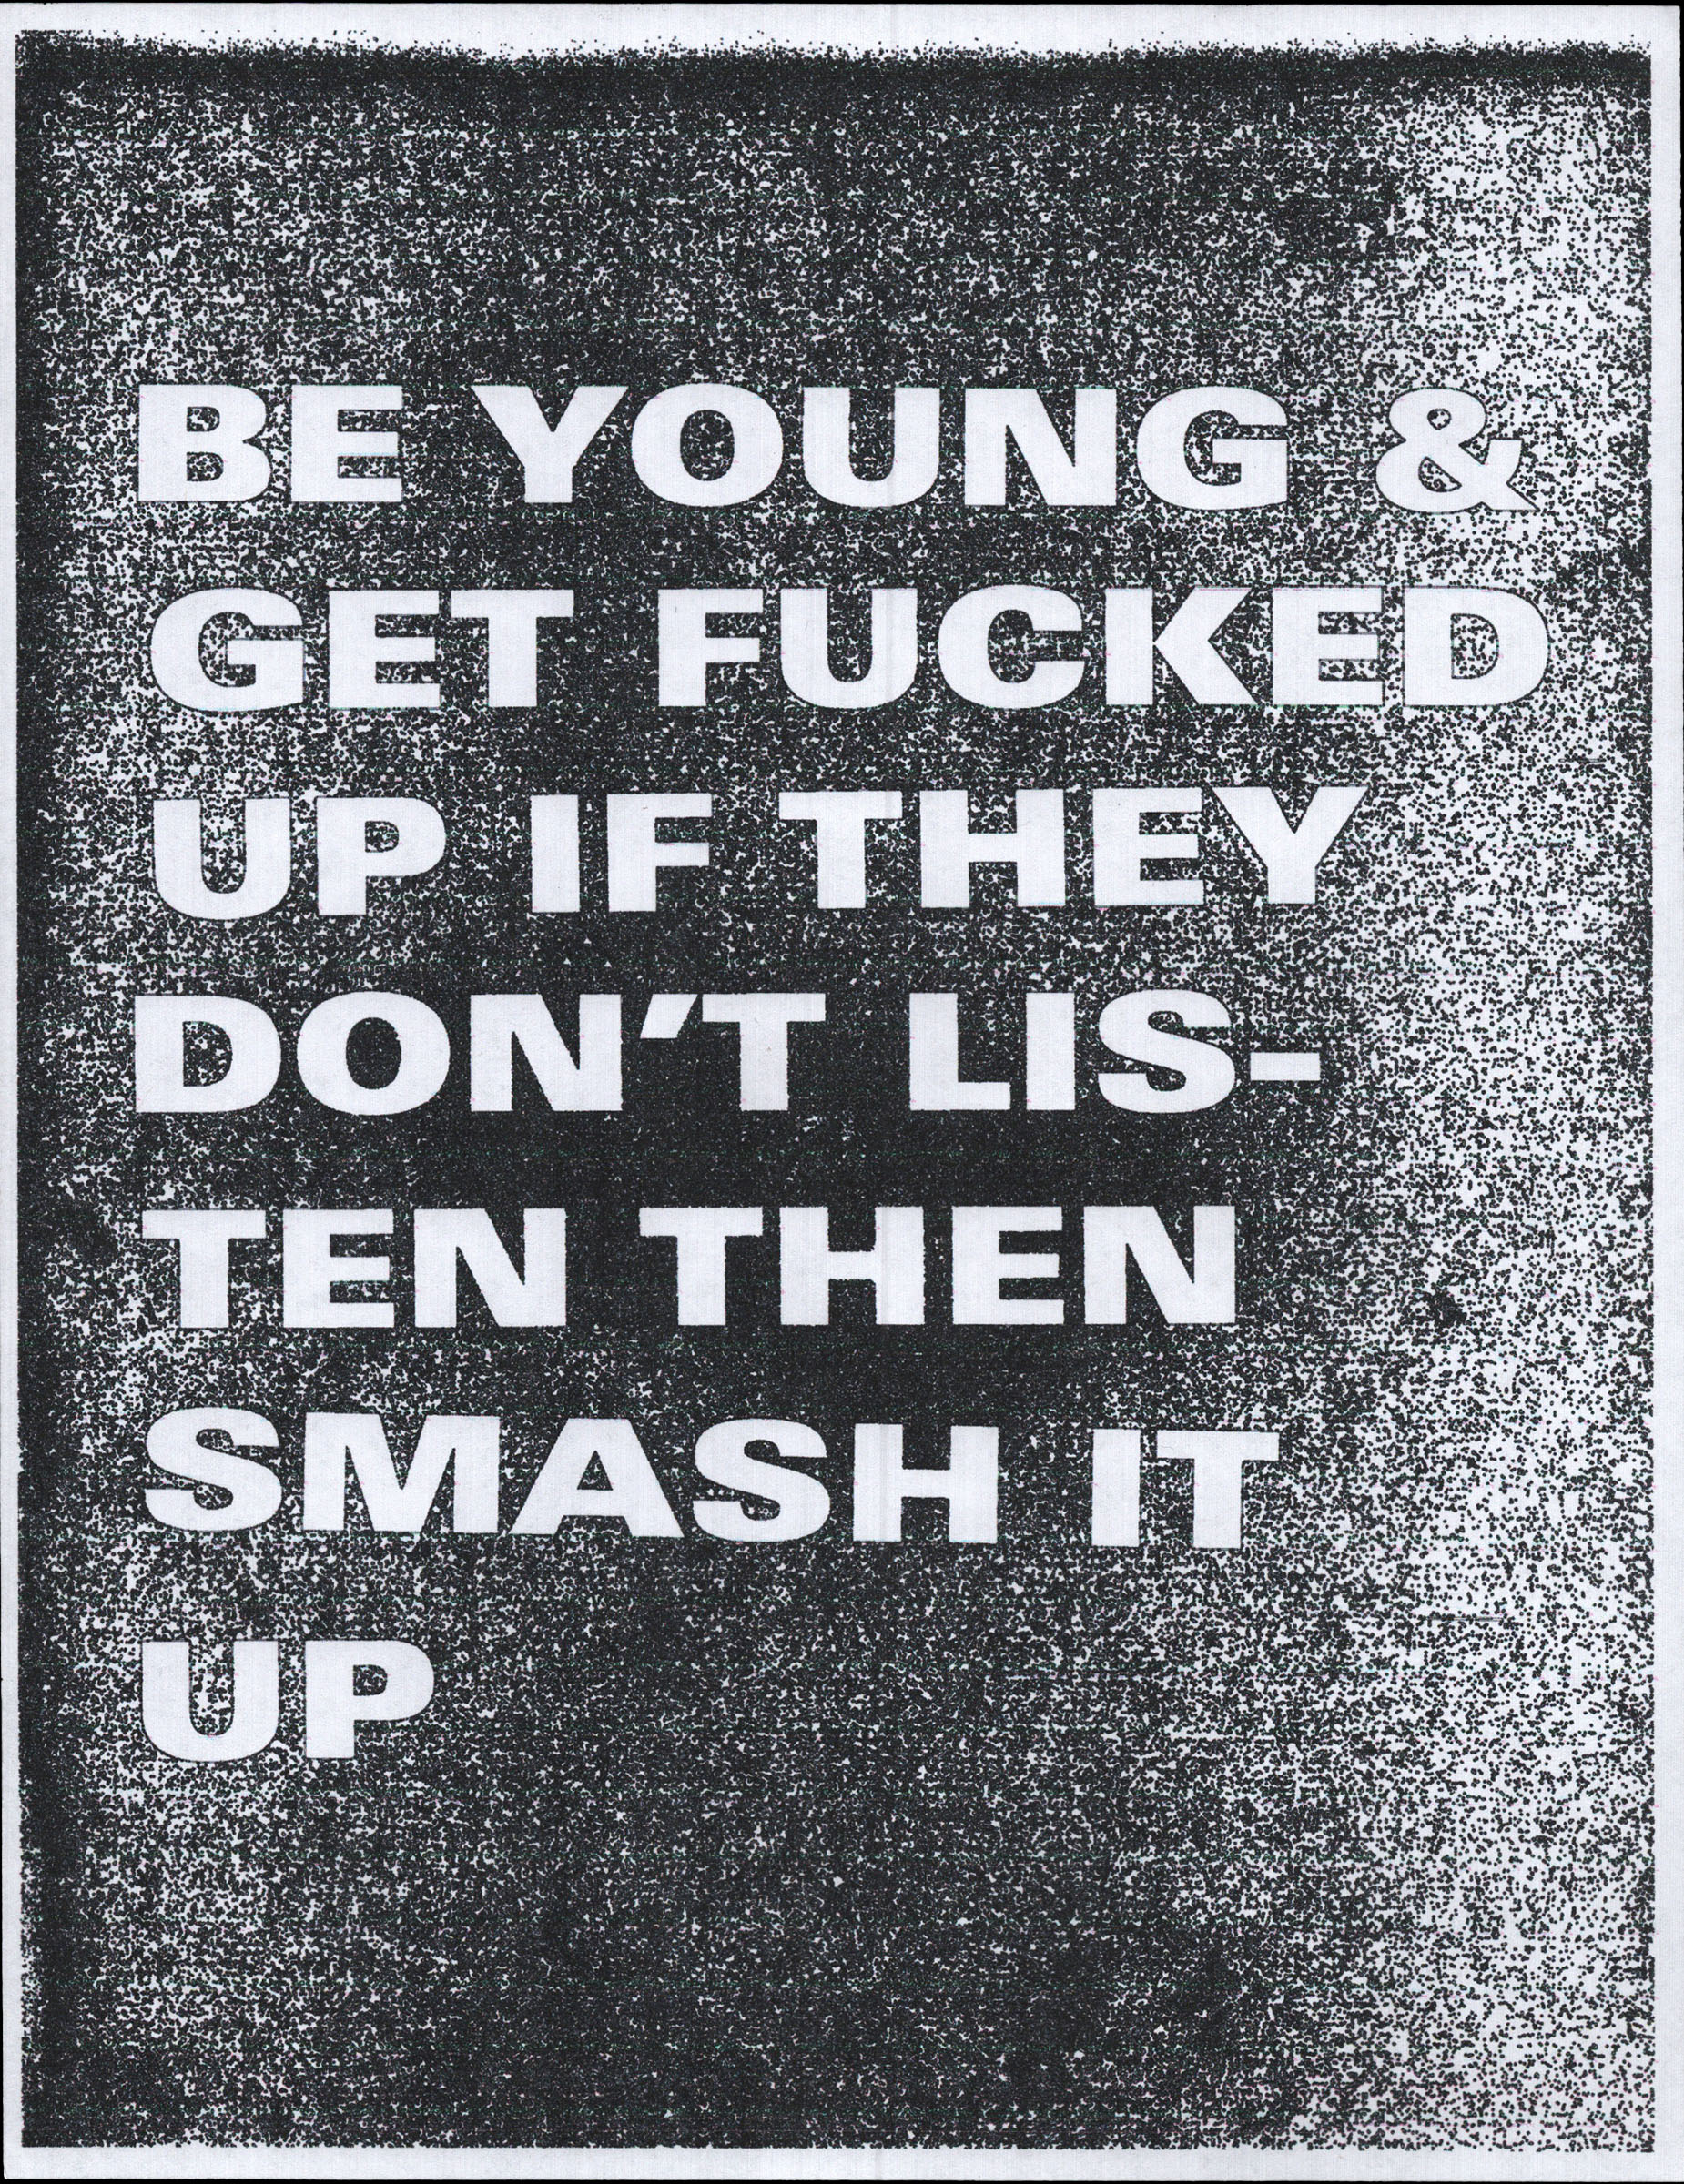 BE YOUNG &
GET FUCKED
UP IF THEY
DON'T LIS-
TEN THEN
SMASH IT
UP